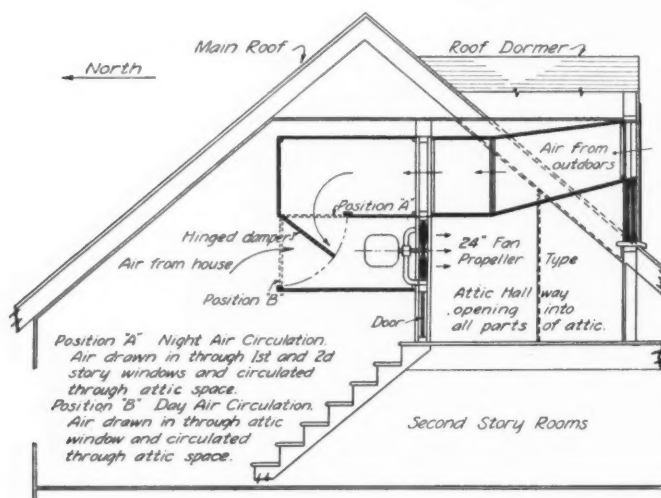 Main Roof
Roof Dormer
North
Air from
outdoors
Position "A"
Hinged damper
Air from house
24" Fan
Propeller Type
Position "B"
Attic Hall way
opening into
all parts of attic.
Door
Position "A" Night Air Circulation.
Air drawn in through 1st and 2d
story windows and circulated
through attic space.
Position "B" Day Air Circulation.
Air drawn in through attic
window and circulated
through attic space.
Second Story Rooms